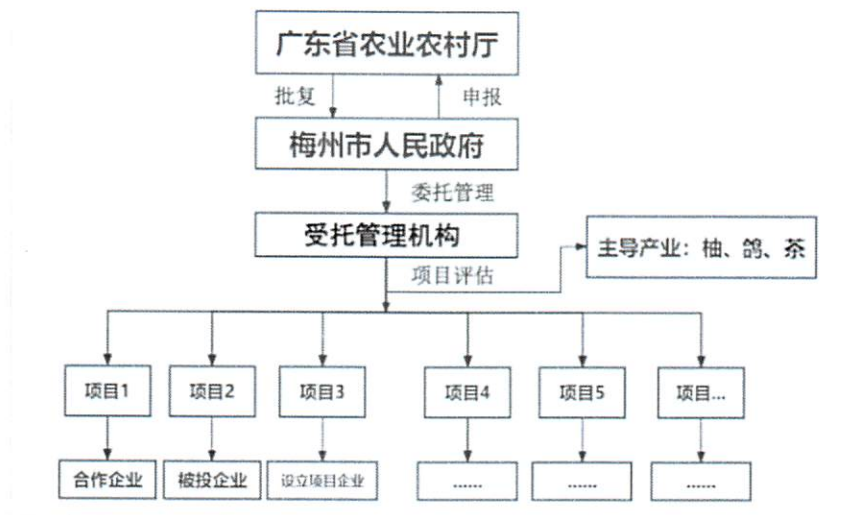 广东省农业农村厅
批复
申报
梅州市人民政府
委托管理
受托管理机构
主导产业：柚、鸽、茶
项目评估
项目1
项目2
项目3
项目4
项目5
项目...
合作企业
被投企业
设立项目企业
......
......
......